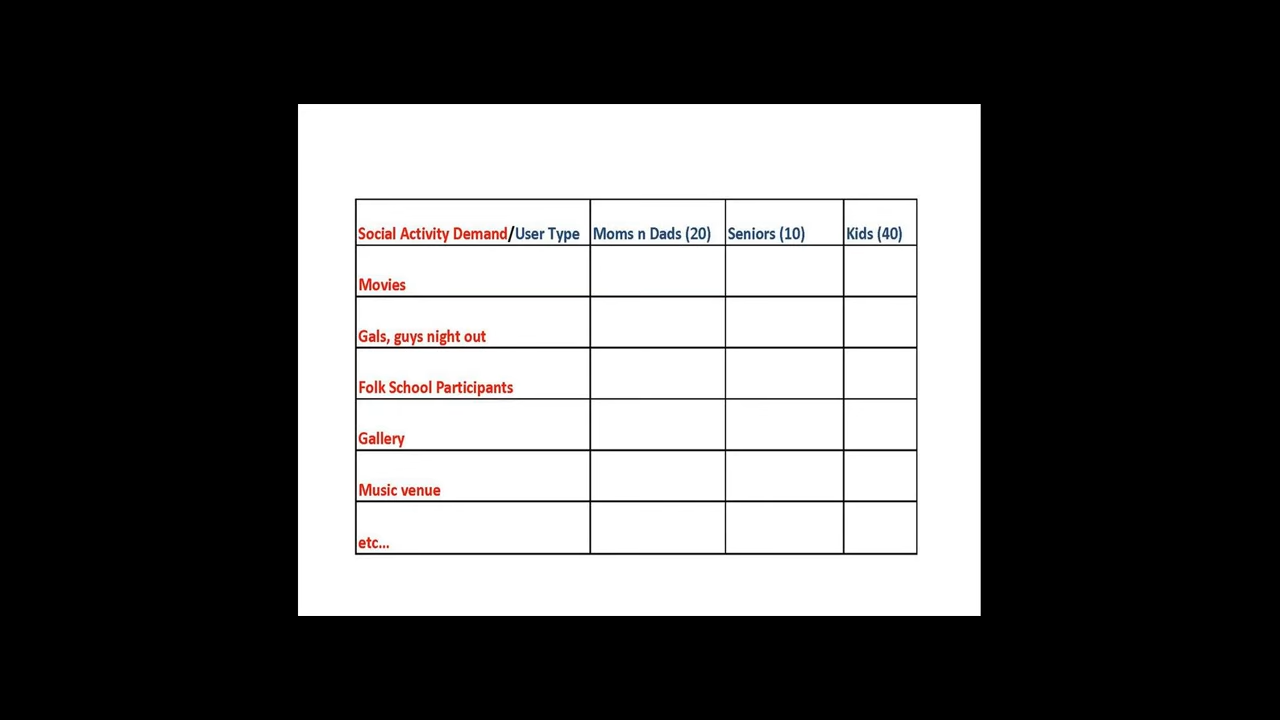 Social Activity Demand/User Type Moms n Dads (20) Seniors (10) Kids (40)
Movies
Gals, guys night out
Folk School Participants
Gallery
Music venue
etc...